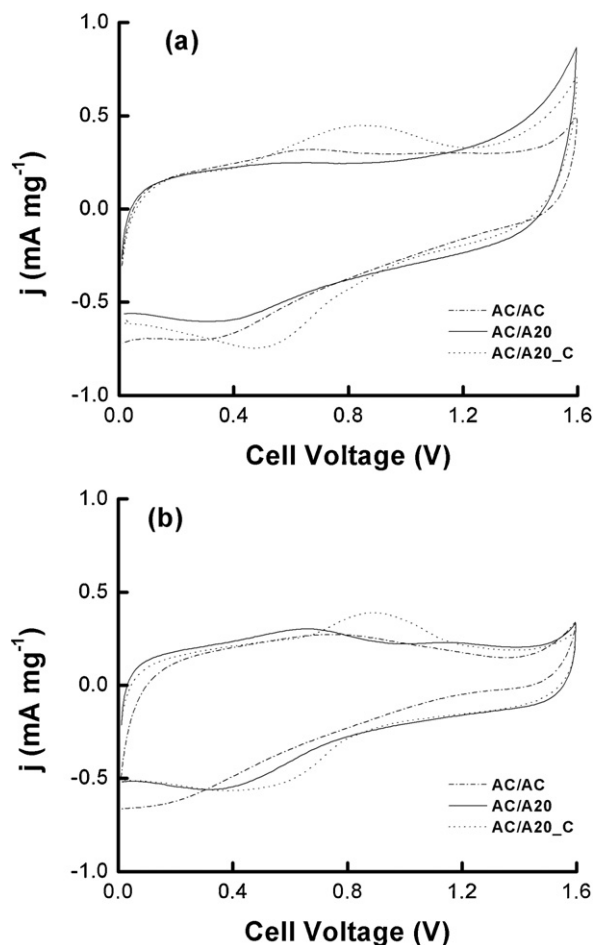 (a)
j (mA mg⁻¹)
1.0
0.5
0.0
-0.5
-1.0
AC/AC
AC/A20
AC/A20_C
0.0 0.4 0.8 1.2 1.6
Cell Voltage (V)
(b)
j (mA mg⁻¹)
1.0
0.5
0.0
-0.5
-1.0
AC/AC
AC/A20
AC/A20_C
0.0 0.4 0.8 1.2 1.6
Cell Voltage (V)